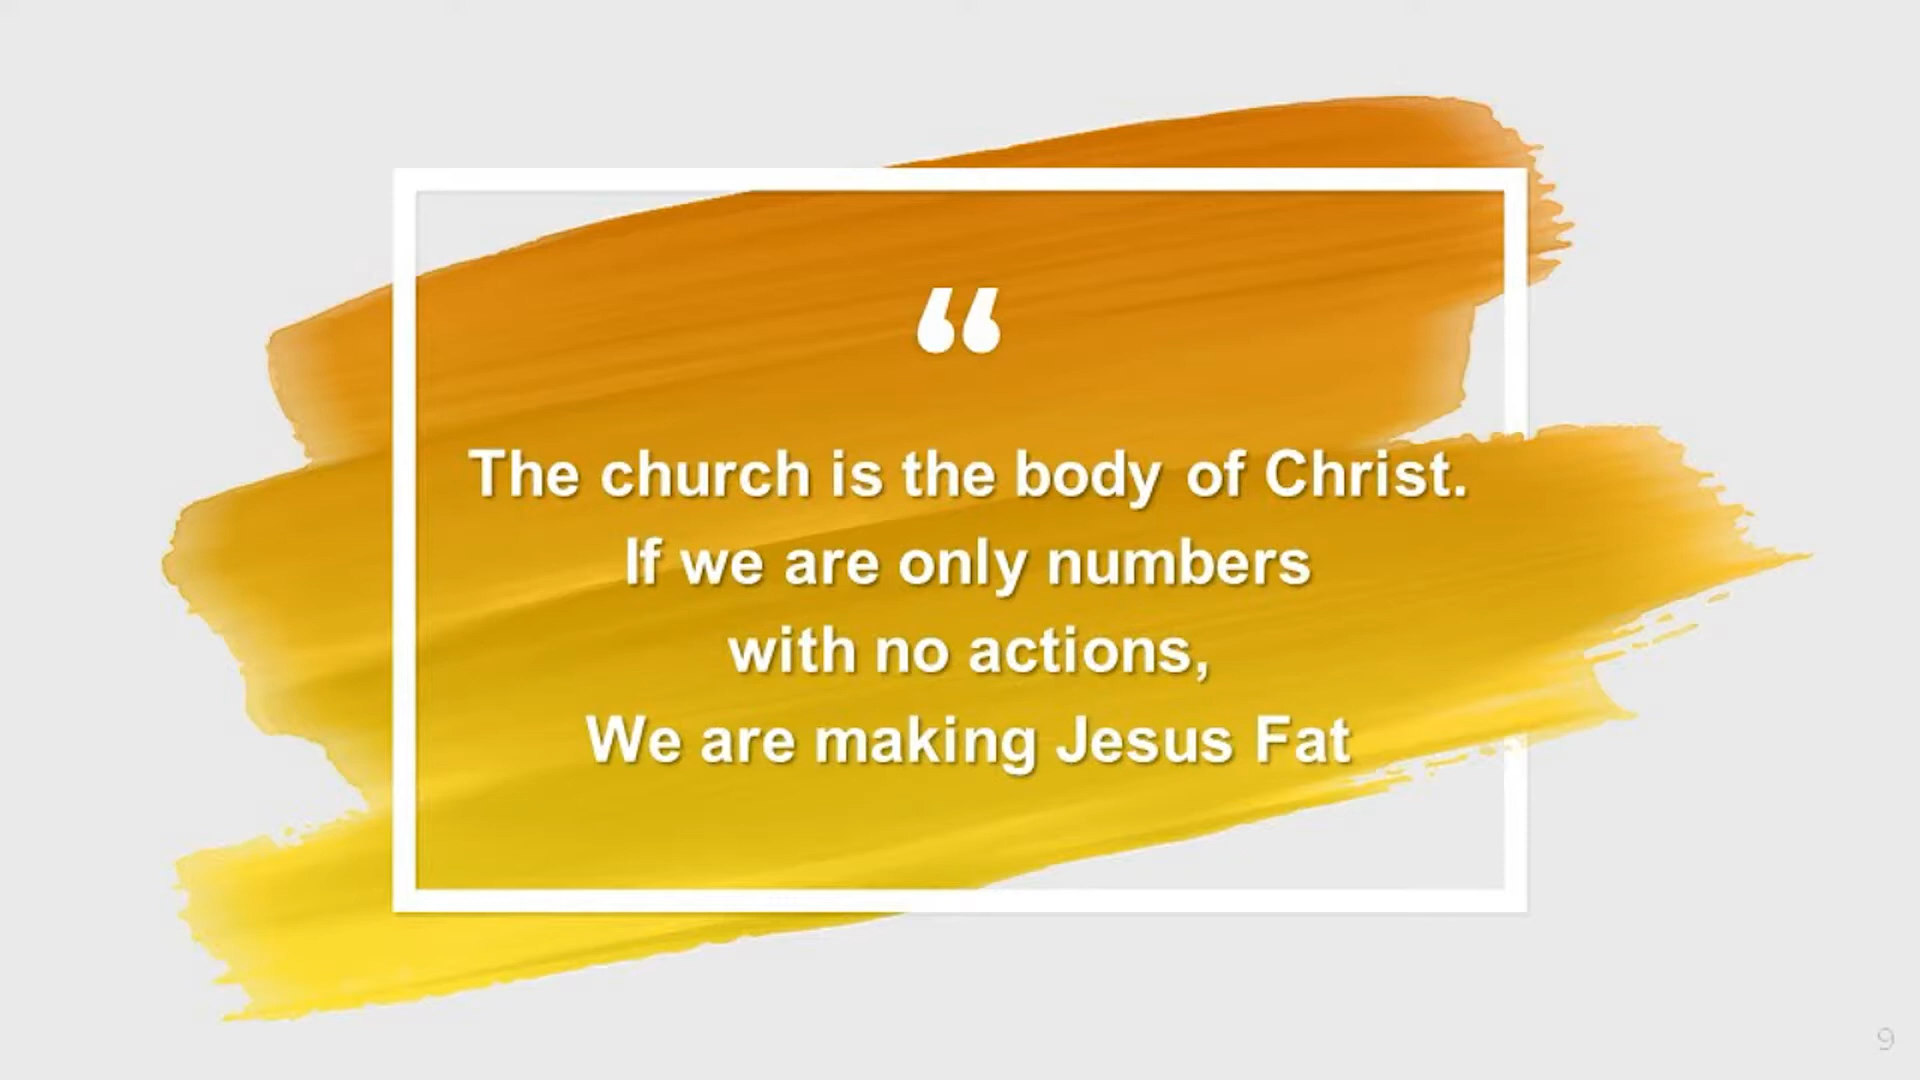 “
The church is the body of Christ.
If we are only numbers
with no actions,
We are making Jesus Fat
9